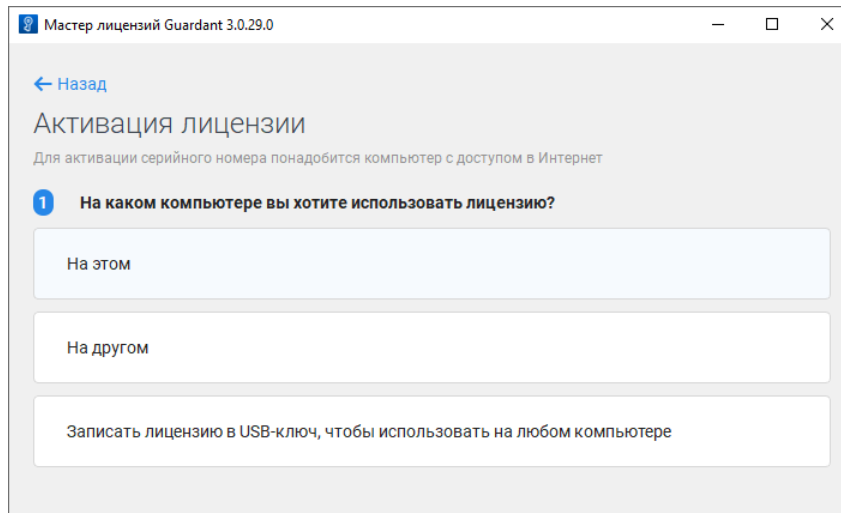 Мастер лицензий Guardant 3.0.29.0
Назад
Активация лицензии
Для активации серийного номера понадобится компьютер с доступом в Интернет
1 На каком компьютере вы хотите использовать лицензию?
На этом
На другом
Записать лицензию в USB-ключ, чтобы использовать на любом компьютере